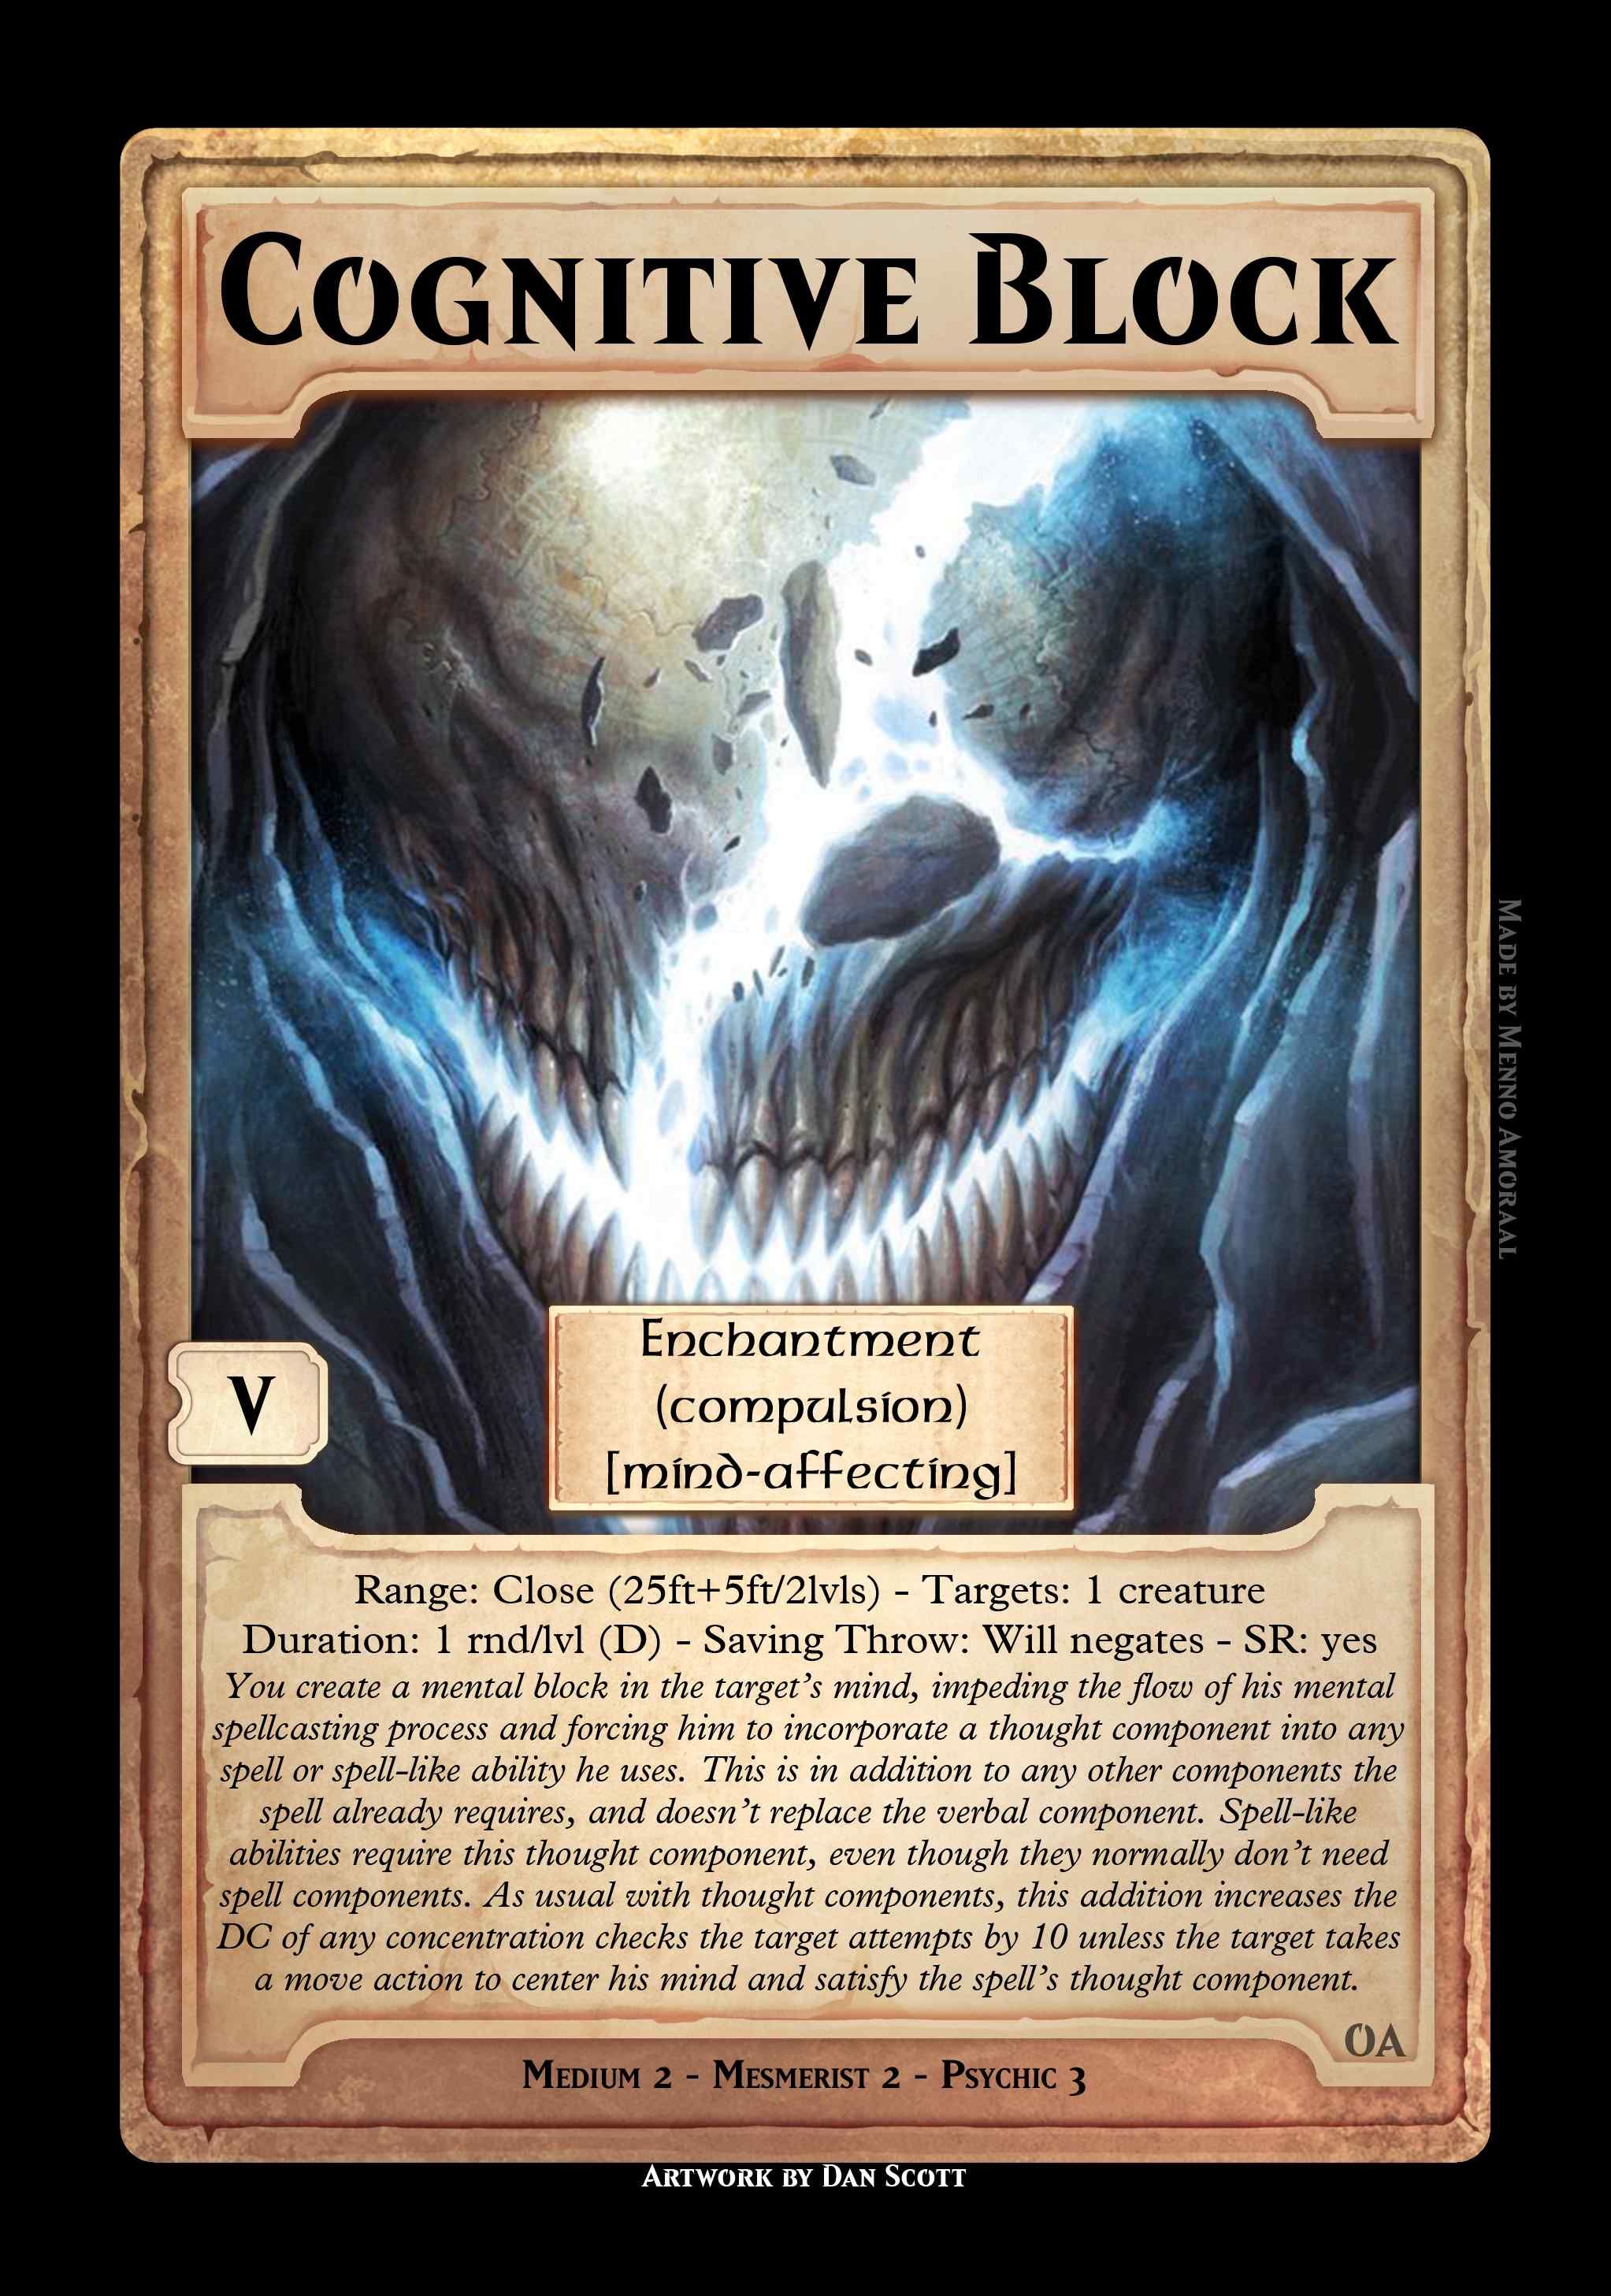 Cognitive Block
Enchantment
(compulsion)
[mind-affecting]
V
Range: Close (25ft+5ft/2lvls) - Targets: 1 creature
Duration: 1 rnd/lvl (D) - Saving Throw: Will negates - SR: yes
You create a mental block in the target's mind, impeding the flow of his mental
spellcasting process and forcing him to incorporate a thought component into any
spell or spell-like ability he uses. This is in addition to any other components the
spell already requires, and doesn't replace the verbal component. Spell-like
abilities require this thought component, even though they normally don't need
spell components. As usual with thought components, this addition increases the
DC of any concentration checks the target attempts by 10 unless the target takes
a move action to center his mind and satisfy the spell's thought component.
OA
Medium 2 - Mesmerist 2 - Psychic 3
Artwork by Dan Scott
Made by Menno Amoraal